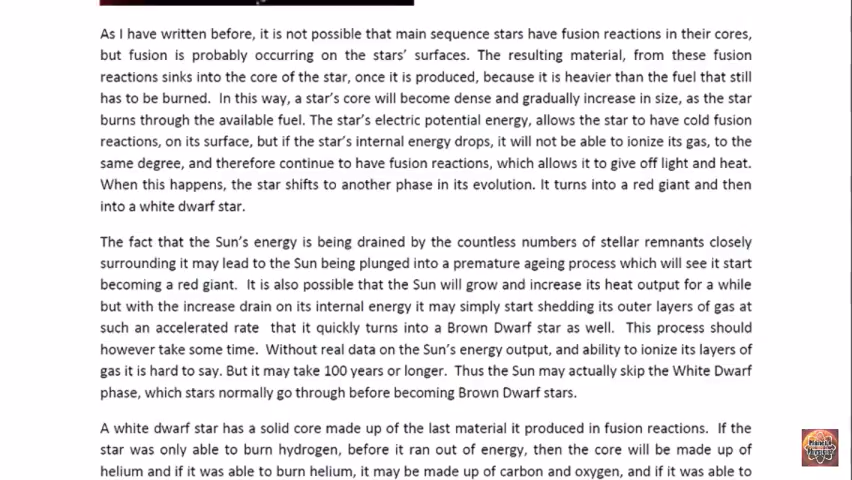 As I have written before, it is not possible that main sequence stars have fusion reactions in their cores,
but fusion is probably occurring on the stars' surfaces. The resulting material, from these fusion
reactions sinks into the core of the star, once it is produced, because it is heavier than the fuel that still
has to be burned. In this way, a star's core will become dense and gradually increase in size, as the star
burns through the available fuel. The star's electric potential energy, allows the star to have cold fusion
reactions, on its surface, but if the star's internal energy drops, it will not be able to ionize its gas, to the
same degree, and therefore continue to have fusion reactions, which allows it to give off light and heat.
When this happens, the star shifts to another phase in its evolution. It turns into a red giant and then
into a white dwarf star.
The fact that the Sun's energy is being drained by the countless numbers of stellar remnants closely
surrounding it may lead to the Sun being plunged into a premature ageing process which will see it start
becoming a red giant. It is also possible that the Sun will grow and increase its heat output for a while
but with the increase drain on its internal energy it may simply start shedding its outer layers of gas at
such an accelerated rate that it quickly turns into a Brown Dwarf star as well. This process should
however take some time. Without real data on the Sun's energy output, and ability to ionize its layers of
gas it is hard to say. But it may take 100 years or longer. Thus the Sun may actually skip the White Dwarf
phase, which stars normally go through before becoming Brown Dwarf stars.
A white dwarf star has a solid core made up of the last material it produced in fusion reactions. If the
star was only able to burn hydrogen, before it ran out of energy, then the core will be made up of
helium and if it was able to burn helium, it may be made up of carbon and oxygen, and if it was able to